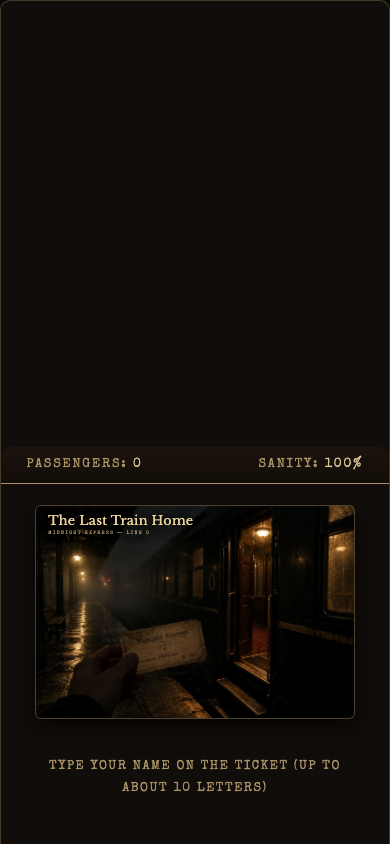 PASSENGERS: 0
SANITY: 100%
The Last Train Home
MIDNIGHT EXPRESS — LINE 0
TYPE YOUR NAME ON THE TICKET (UP TO
ABOUT 10 LETTERS)